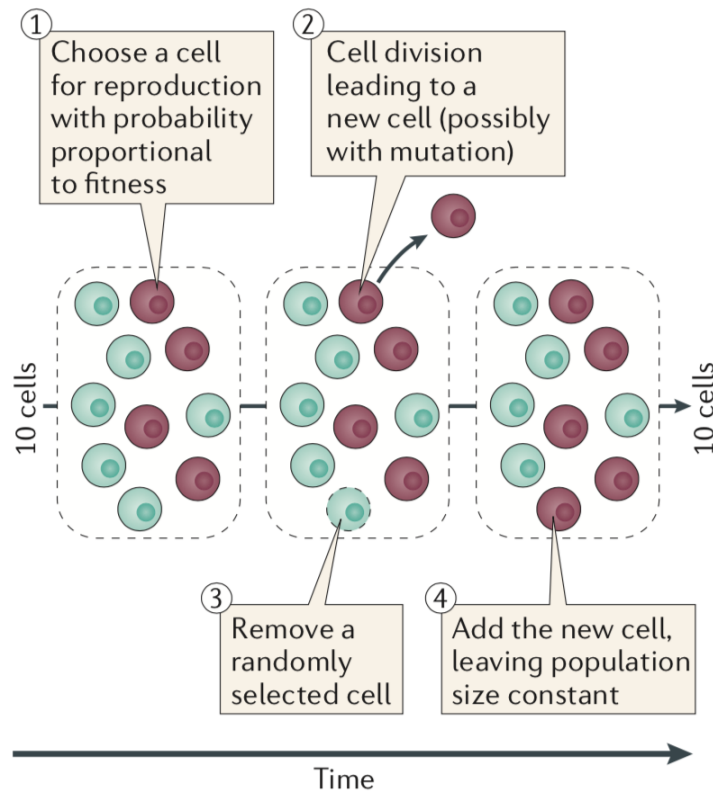 1
Choose a cell
for reproduction
with probability
proportional
to fitness
2
Cell division
leading to a
new cell (possibly
with mutation)
10 cells
10 cells
3
Remove a
randomly
selected cell
4
Add the new cell,
leaving population
size constant
Time